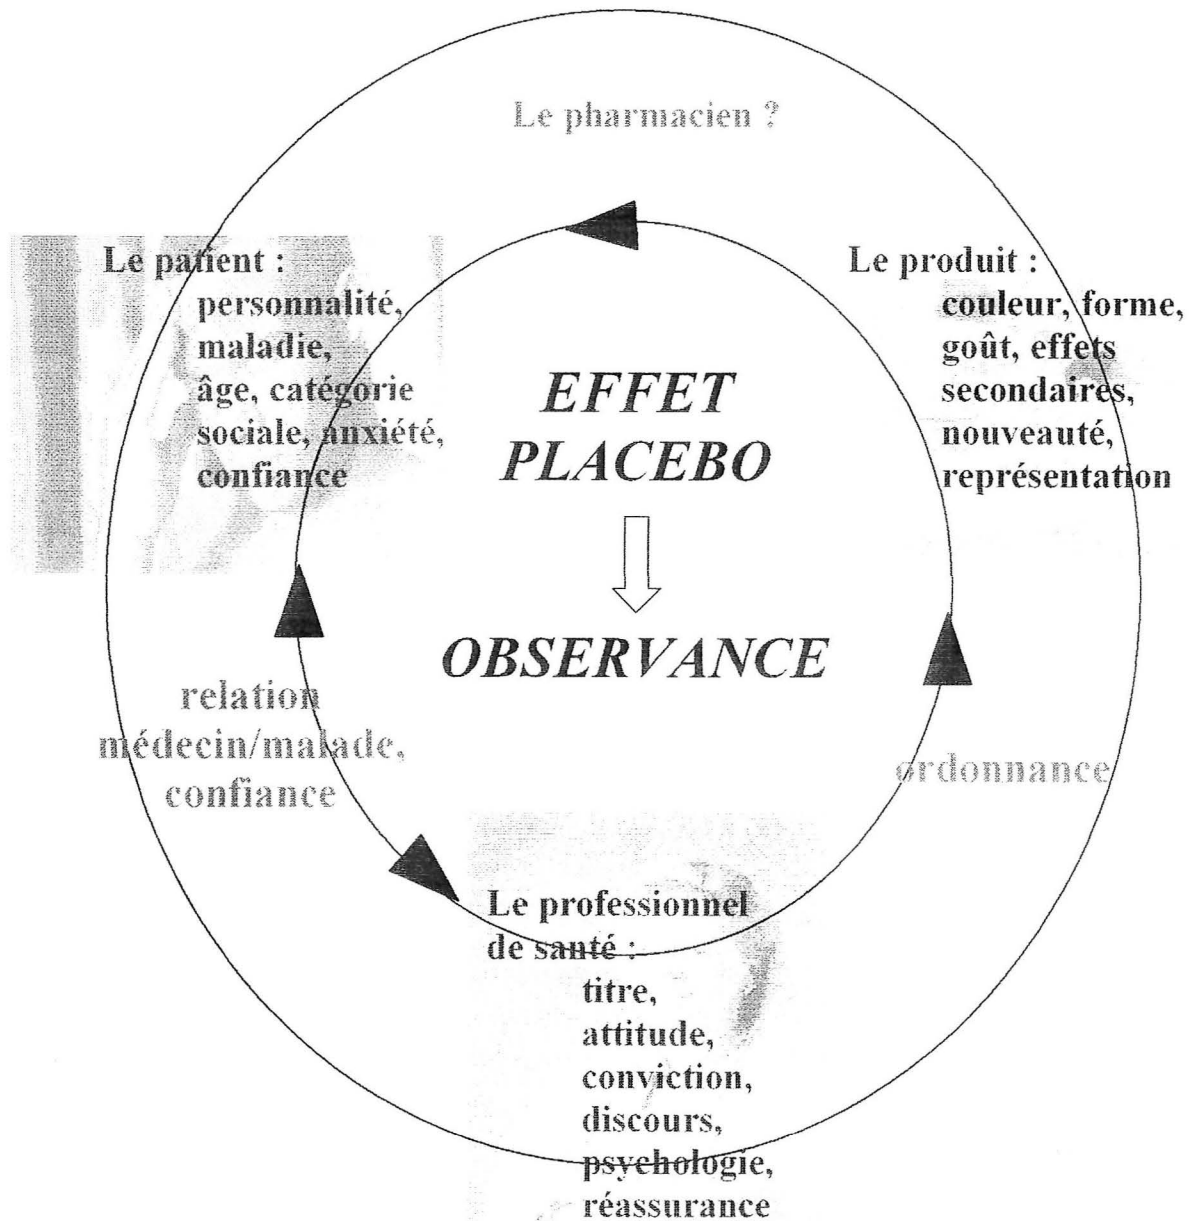 Le pharmacien ?
Le patient :
personnalité,
maladie,
âge, catégorie
sociale, anxiété,
confiance
Le produit :
couleur, forme,
goût, effets
secondaires,
nouveauté,
représentation
EFFET
PLACEBO
OBSERVANCE
relation
médecin/malade,
confiance
ordonnance
Le professionnel
de santé :
titre,
attitude,
conviction,
discours,
psychologie,
réassurance